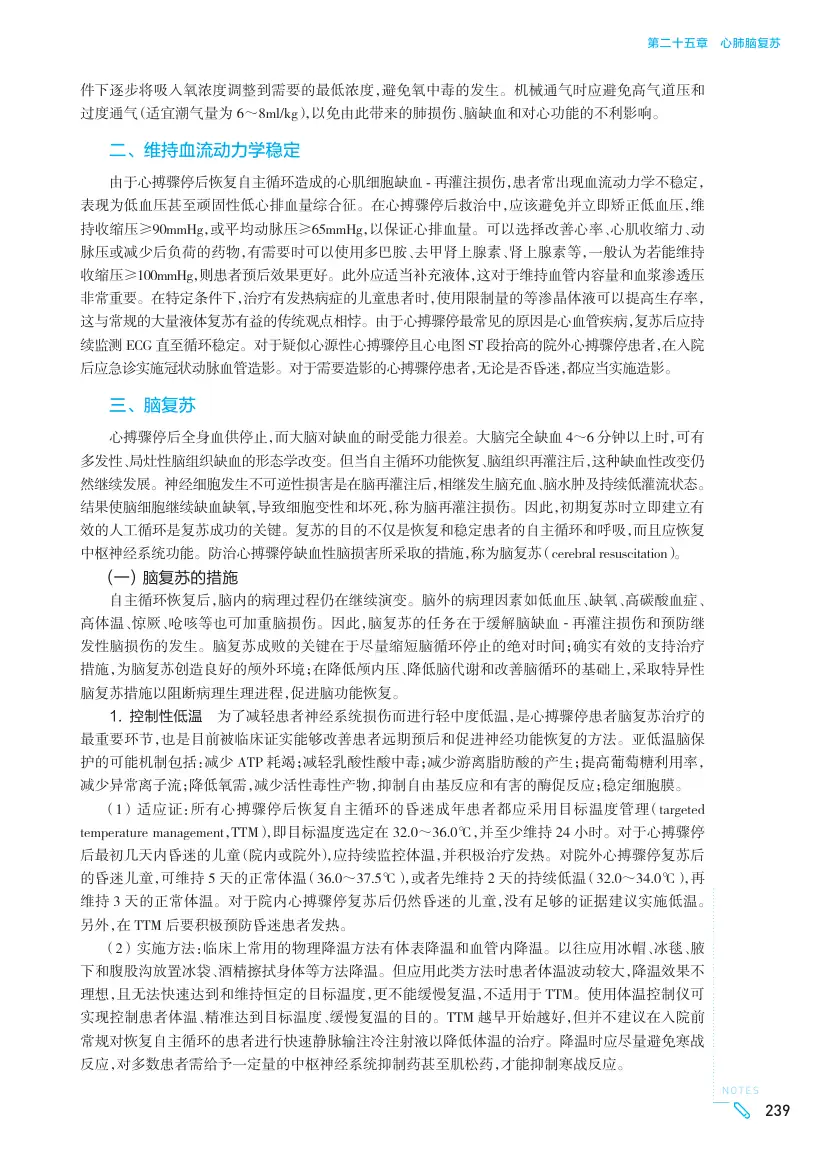 第二十五章　心肺脑复苏
件下逐步将吸入氧浓度调整到需要的最低浓度,避免氧中毒的发生。机械通气时应避免高气道压和
过度通气(适宜潮气量为 6～8ml/kg),以免由此带来的肺损伤、脑缺血和对心功能的不利影响。
二、维持血流动力学稳定
由于心搏骤停后恢复自主循环造成的心肌细胞缺血 - 再灌注损伤,患者常出现血流动力学不稳定,
表现为低血压甚至顽固性低心排血量综合征。在心搏骤停后救治中,应该避免并立即矫正低血压,维
持收缩压≥90mmHg,或平均动脉压≥65mmHg,以保证心排血量。可以选择改善心率、心肌收缩力、动
脉压或减少后负荷的药物,有需要时可以使用多巴胺、去甲肾上腺素、肾上腺素等,一般认为若能维持
收缩压≥100mmHg,则患者预后效果更好。此外应适当补充液体,这对于维持血管内容量和血浆渗透压
非常重要。在特定条件下,治疗有发热病症的儿童患者时,使用限制量的等渗晶体液可以提高生存率,
这与常规的大量液体复苏有益的传统观点相悖。由于心搏骤停最常见的原因是心血管疾病,复苏后应持
续监测 ECG 直至循环稳定。对于疑似心源性心搏骤停且心电图 ST 段抬高的院外心搏骤停患者,在入院
后应急诊实施冠状动脉血管造影。对于需要造影的心搏骤停患者,无论是否昏迷,都应当实施造影。
三、脑复苏
心搏骤停后全身血供停止,而大脑对缺血的耐受能力很差。大脑完全缺血 4～6 分钟以上时,可有
多发性、局灶性脑组织缺血的形态学改变。但当自主循环功能恢复、脑组织再灌注后,这种缺血性改变仍
然继续发展。神经细胞发生不可逆性损害是在脑再灌注后,相继发生脑充血、脑水肿及持续低灌流状态。
结果使脑细胞继续缺血缺氧,导致细胞变性和坏死,称为脑再灌注损伤。因此,初期复苏时立即建立有
效的人工循环是复苏成功的关键。复苏的目的不仅是恢复和稳定患者的自主循环和呼吸,而且应恢复
中枢神经系统功能。防治心搏骤停缺血性脑损害所采取的措施,称为脑复苏(cerebral resuscitation)。
(一) 脑复苏的措施
自主循环恢复后,脑内的病理过程仍在继续演变。脑外的病理因素如低血压、缺氧、高碳酸血症、
高体温、惊厥、呛咳等也可加重脑损伤。因此,脑复苏的任务在于缓解脑缺血 - 再灌注损伤和预防继
发性脑损伤的发生。脑复苏成败的关键在于尽量缩短脑循环停止的绝对时间;确实有效的支持治疗
措施,为脑复苏创造良好的颅外环境;在降低颅内压、降低脑代谢和改善脑循环的基础上,采取特异性
脑复苏措施以阻断病理生理进程,促进脑功能恢复。
1. 控制性低温　为了减轻患者神经系统损伤而进行轻中度低温,是心搏骤停患者脑复苏治疗的
最重要环节,也是目前被临床证实能够改善患者远期预后和促进神经功能恢复的方法。亚低温脑保
护的可能机制包括:减少 ATP 耗竭;减轻乳酸性酸中毒;减少游离脂肪酸的产生;提高葡萄糖利用率,
减少异常离子流;降低氧需,减少活性毒性产物,抑制自由基反应和有害的酶促反应;稳定细胞膜。
(1) 适应证:所有心搏骤停后恢复自主循环的昏迷成年患者都应采用目标温度管理(targeted
temperature management,TTM),即目标温度选定在 32.0～36.0℃,并至少维持 24 小时。对于心搏骤停
后最初几天内昏迷的儿童(院内或院外),应持续监控体温,并积极治疗发热。对院外心搏骤停复苏后
的昏迷儿童,可维持 5 天的正常体温(36.0～37.5℃),或者先维持 2 天的持续低温(32.0～34.0℃),再
维持 3 天的正常体温。对于院内心搏骤停复苏后仍然昏迷的儿童,没有足够的证据建议实施低温。
另外,在 TTM 后要积极预防昏迷患者发热。
(2) 实施方法:临床上常用的物理降温方法有体表降温和血管内降温。以往应用冰帽、冰毯、腋
下和腹股沟放置冰袋、酒精擦拭身体等方法降温。但应用此类方法时患者体温波动较大,降温效果不
理想,且无法快速达到和维持恒定的目标温度,更不能缓慢复温,不适用于 TTM。使用体温控制仪可
实现控制患者体温、精准达到目标温度、缓慢复温的目的。TTM 越早开始越好,但并不建议在入院前
常规对恢复自主循环的患者进行快速静脉输注冷注射液以降低体温的治疗。降温时应尽量避免寒战
反应,对多数患者需给予一定量的中枢神经系统抑制药甚至肌松药,才能抑制寒战反应。
NOTES
239